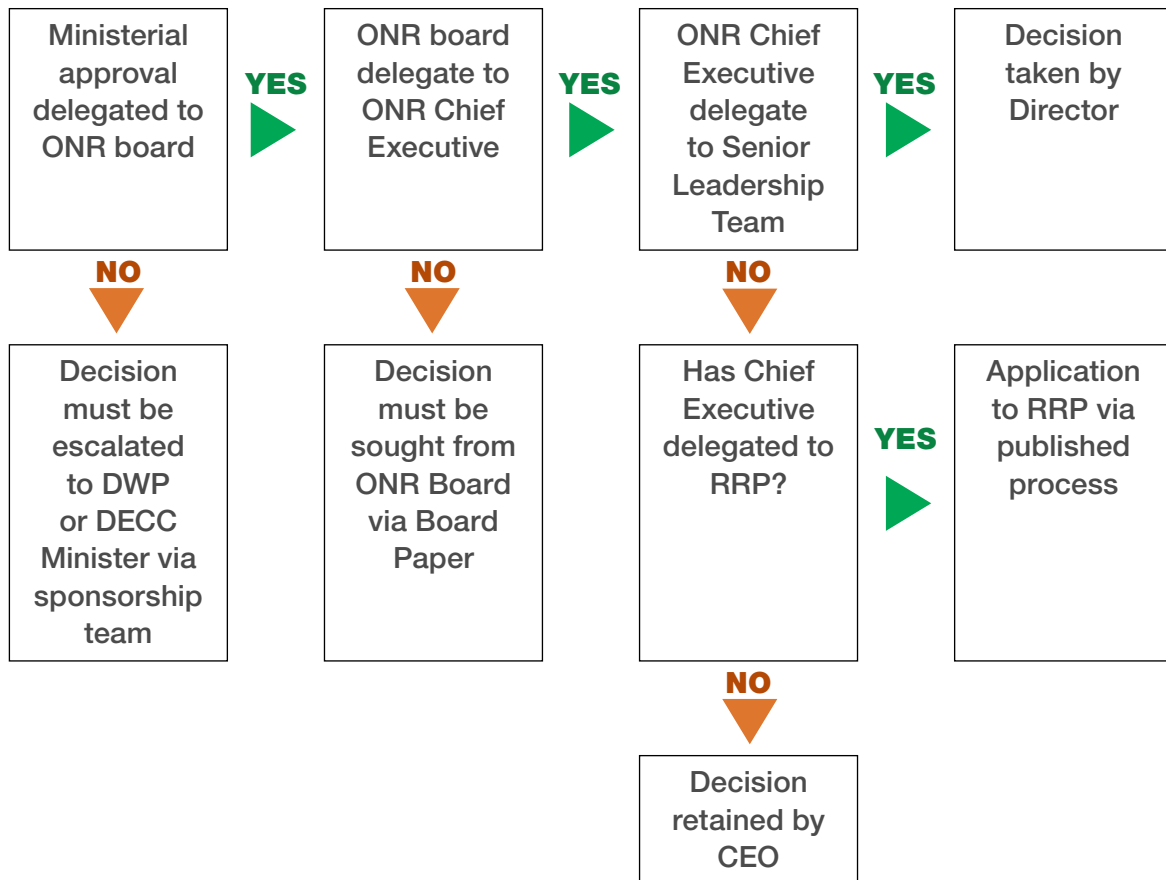 Ministerial
approval
delegated to
ONR board
YES
ONR board
delegate to
ONR Chief
Executive
YES
ONR Chief
Executive
delegate
to Senior
Leadership
Team
YES
Decision
taken by
Director
NO
NO
NO
Decision
must be
escalated
to DWP
or DECC
Minister via
sponsorship
team
Decision
must be
sought from
ONR Board
via Board
Paper
Has Chief
Executive
delegated to
RRP?
YES
Application
to RRP via
published
process
NO
Decision
retained by
CEO